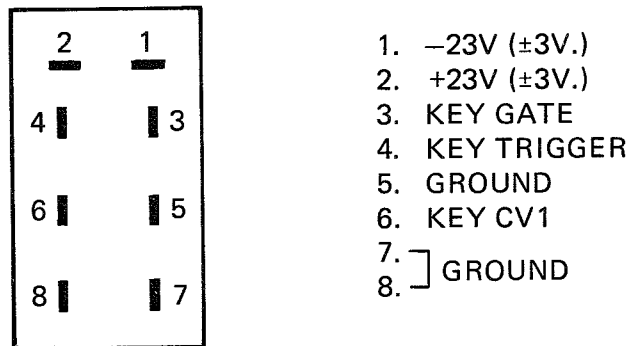 2 1
4 3
6 5
8 7
1. −23V (±3V.)
2. +23V (±3V.)
3. KEY GATE
4. KEY TRIGGER
5. GROUND
6. KEY CV1
7.
8. GROUND